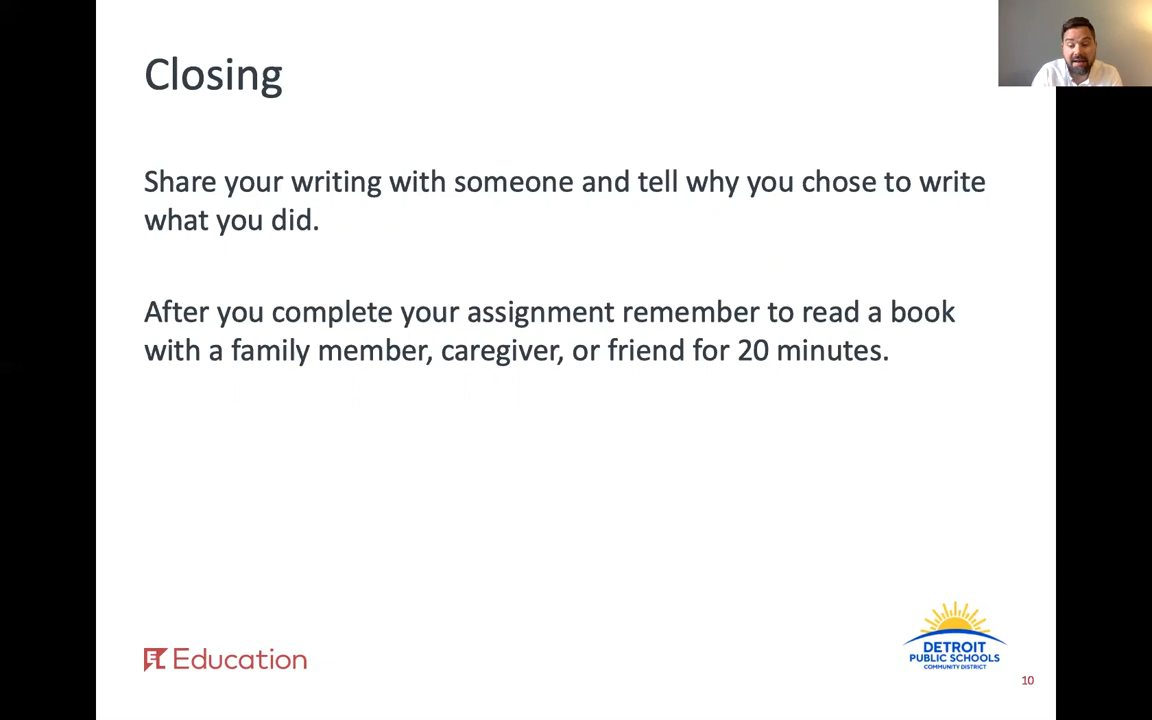 Closing
Share your writing with someone and tell why you chose to write
what you did.
After you complete your assignment remember to read a book
with a family member, caregiver, or friend for 20 minutes.
EL Education
DETROIT
PUBLIC SCHOOLS
COMMUNITY DISTRICT
10